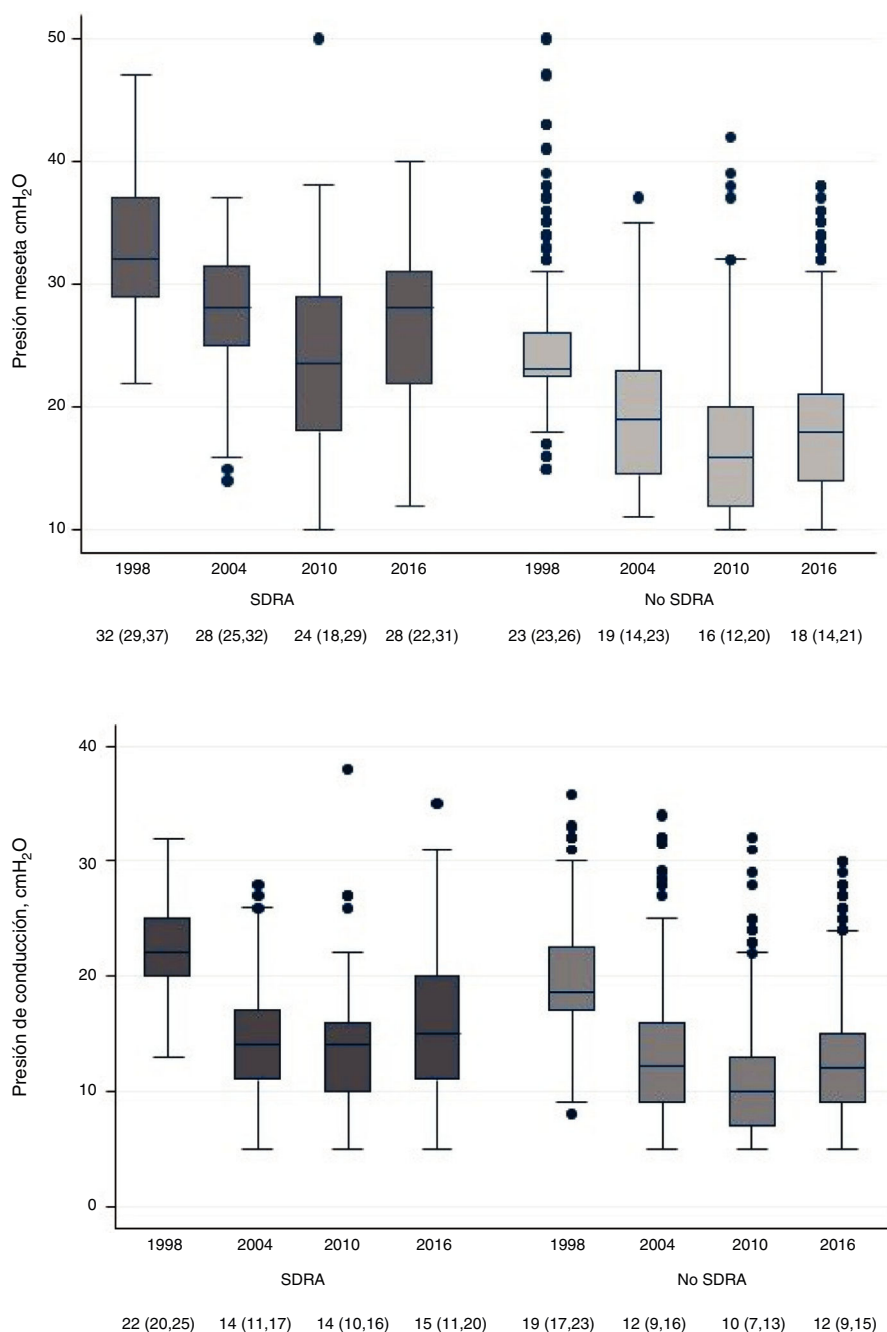 Presión meseta cmH2O
50
40
30
20
10
1998 2004 2010 2016 1998 2004 2010 2016
SDRA No SDRA
32 (29,37) 28 (25,32) 24 (18,29) 28 (22,31) 23 (23,26) 19 (14,23) 16 (12,20) 18 (14,21)
Presión de conducción, cmH2O
40
30
20
10
0
1998 2004 2010 2016 1998 2004 2010 2016
SDRA No SDRA
22 (20,25) 14 (11,17) 14 (10,16) 15 (11,20) 19 (17,23) 12 (9,16) 10 (7,13) 12 (9,15)